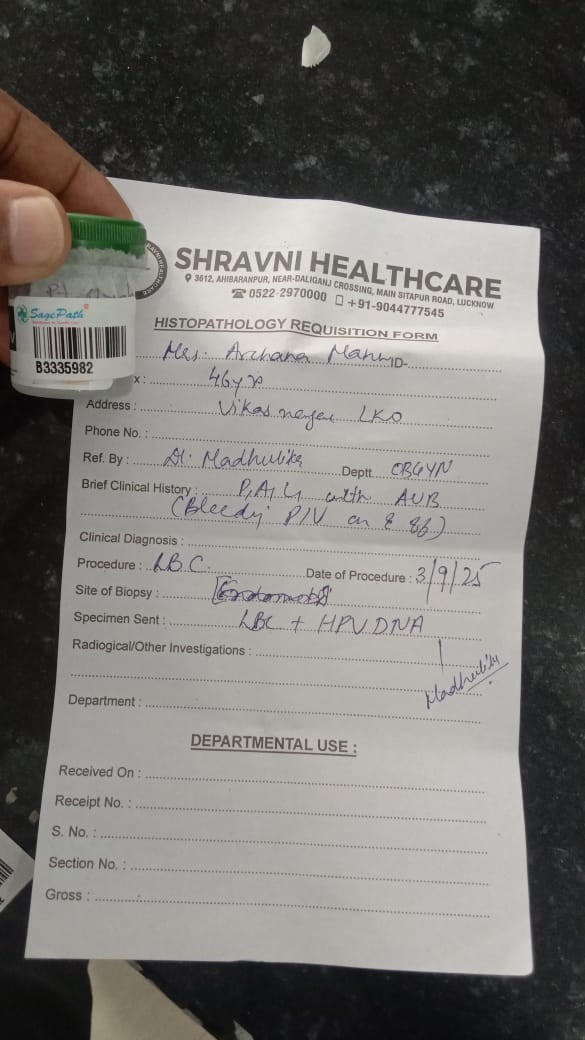 SHRAVNI HEALTHCARE
3612, AHIBARANPUR, NEAR-DALIGANJ CROSSING, MAIN SITAPUR ROAD, LUCKNOW
0522-2970000 +91-9044777545
HISTOPATHOLOGY REQUISITION FORM
SagePath
B3335982
Mrs. Archana ID-
x : 46yrs
Address : Vikas nagar LKO
Phone No. :
Ref. By : Dr. Madhulika Deptt. OBGYN
Brief Clinical History : with AUB
P/V on &
Clinical Diagnosis :
Procedure : LBC Date of Procedure : 3/9/25
Site of Biopsy :
Specimen Sent : LBC + HPV DNA
Radiogical/Other Investigations :
Madhulika
Department :
DEPARTMENTAL USE :
Received On :
Receipt No. :
S. No. :
Section No. :
Gross :